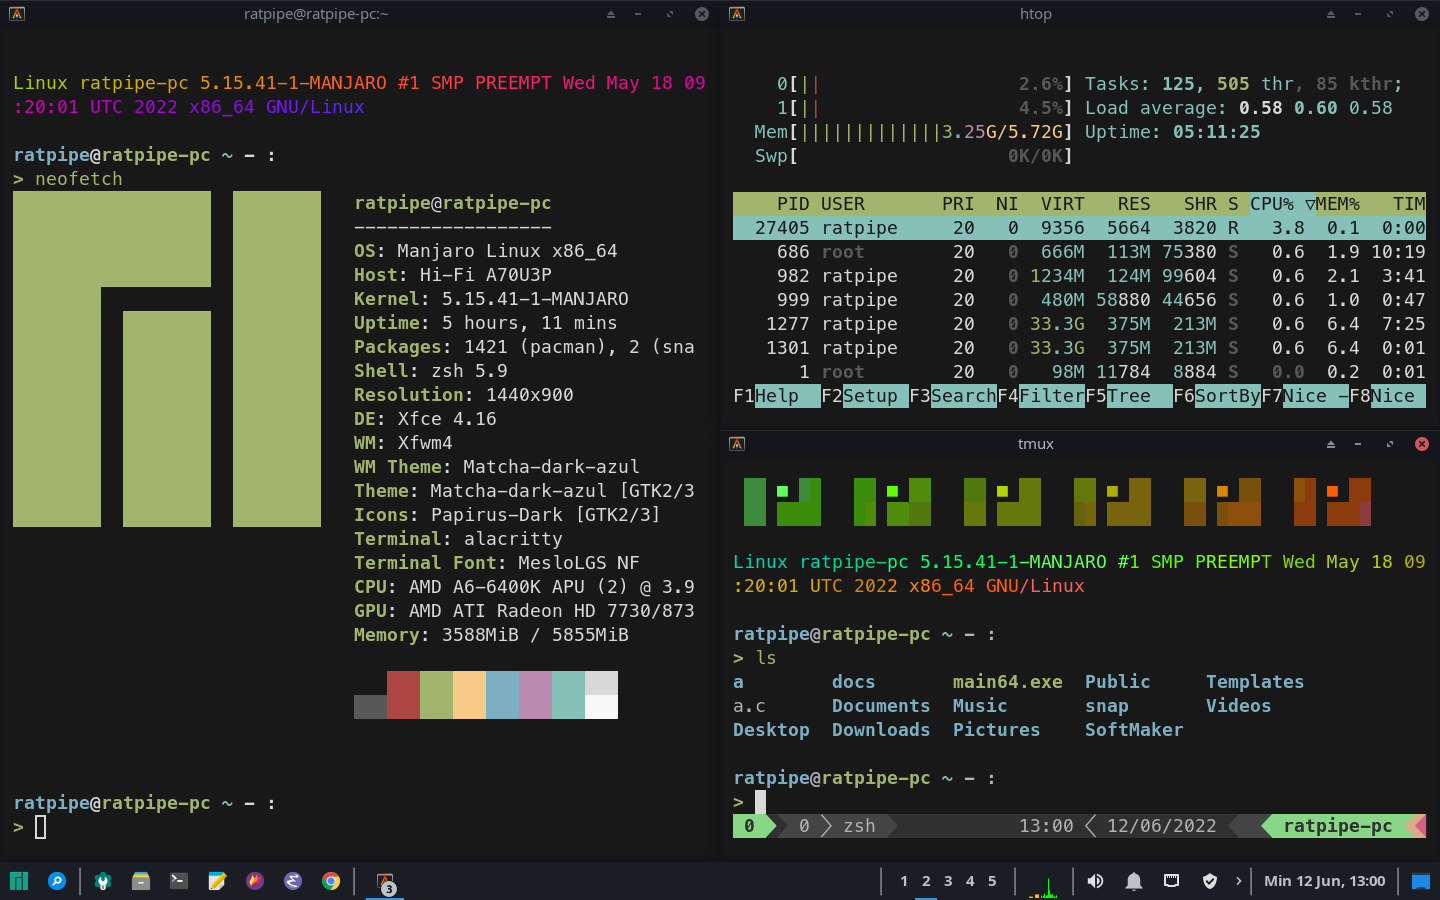 ratpipe@ratpipe-pc:~
Linux ratpipe-pc 5.15.41-1-MANJARO #1 SMP PREEMPT Wed May 18 09
:20:01 UTC 2022 x86_64 GNU/Linux
ratpipe@ratpipe-pc ~ - :
> neofetch
ratpipe@ratpipe-pc
------------------
OS: Manjaro Linux x86_64
Host: Hi-Fi A70U3P
Kernel: 5.15.41-1-MANJARO
Uptime: 5 hours, 11 mins
Packages: 1421 (pacman), 2 (sna
Shell: zsh 5.9
Resolution: 1440x900
DE: Xfce 4.16
WM: Xfwm4
WM Theme: Matcha-dark-azul
Theme: Matcha-dark-azul [GTK2/3
Icons: Papirus-Dark [GTK2/3]
Terminal: alacritty
Terminal Font: MesloLGS NF
CPU: AMD A6-6400K APU (2) @ 3.9
GPU: AMD ATI Radeon HD 7730/873
Memory: 3588MiB / 5855MiB
ratpipe@ratpipe-pc ~ - :
>
htop
0[|| 2.6%] Tasks: 125, 505 thr, 85 kthr;
1[|| 4.5%] Load average: 0.58 0.60 0.58
Mem[|||||||||||||3.25G/5.72G] Uptime: 05:11:25
Swp[ 0K/0K]
PID USER PRI NI VIRT RES SHR S CPU% ▽MEM% TIM
27405 ratpipe 20 0 9356 5664 3820 R 3.8 0.1 0:00
686 root 20 0 666M 113M 75380 S 0.6 1.9 10:19
982 ratpipe 20 0 1234M 124M 99604 S 0.6 2.1 3:41
999 ratpipe 20 0 480M 58880 44656 S 0.6 1.0 0:47
1277 ratpipe 20 0 33.3G 375M 213M S 0.6 6.4 7:25
1301 ratpipe 20 0 33.3G 375M 213M S 0.6 6.4 0:01
1 root 20 0 98M 11784 8884 S 0.0 0.2 0:01
F1Help F2Setup F3SearchF4FilterF5Tree F6SortByF7Nice -F8Nice
tmux
Linux ratpipe-pc 5.15.41-1-MANJARO #1 SMP PREEMPT Wed May 18 09
:20:01 UTC 2022 x86_64 GNU/Linux
ratpipe@ratpipe-pc ~ - :
> ls
a docs main64.exe Public Templates
a.c Documents Music snap Videos
Desktop Downloads Pictures SoftMaker
ratpipe@ratpipe-pc ~ - :
>
0 0 zsh 13:00 12/06/2022 ratpipe-pc
3 1 2 3 4 5 Min 12 Jun, 13:00